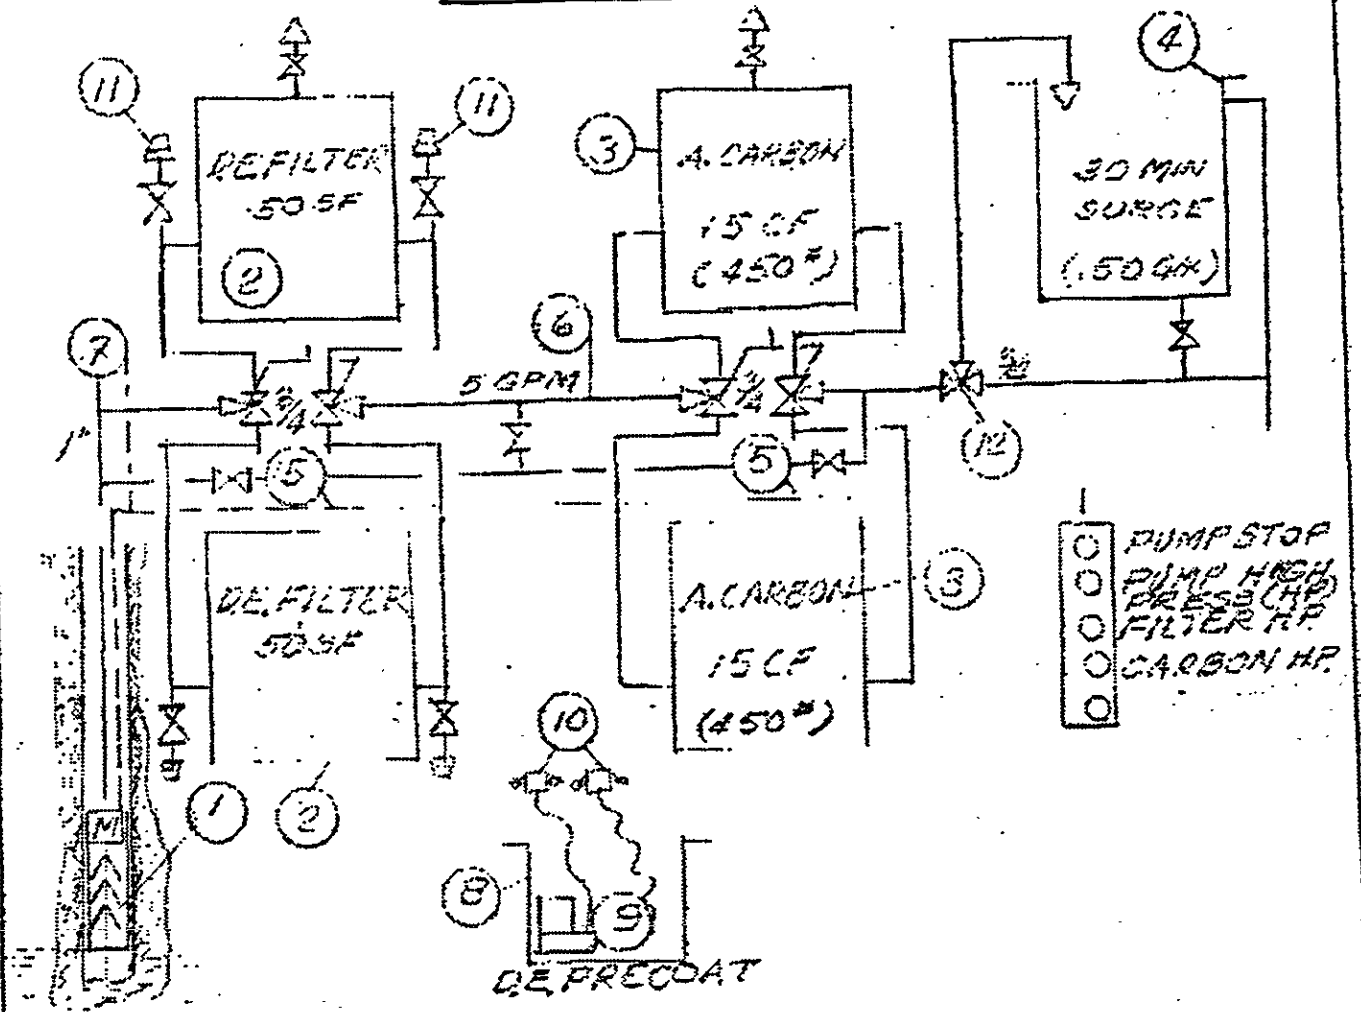 11
11
3
4
D.E. FILTER
.50 SF
2
A. CARBON
15 CF
(450#)
30 MIN
SURGE
7
6
5 GPM
3/4
3/4
1"
5
5
12
D.E. FILTER
50 SF
A. CARBON
15 CF
(450#)
3
PUMP STOP
PUMP HIGH
PRESS (HP)
FILTER H.P.
CARBON H.P.
10
1
M
2
8
9
D.E. PRECOAT